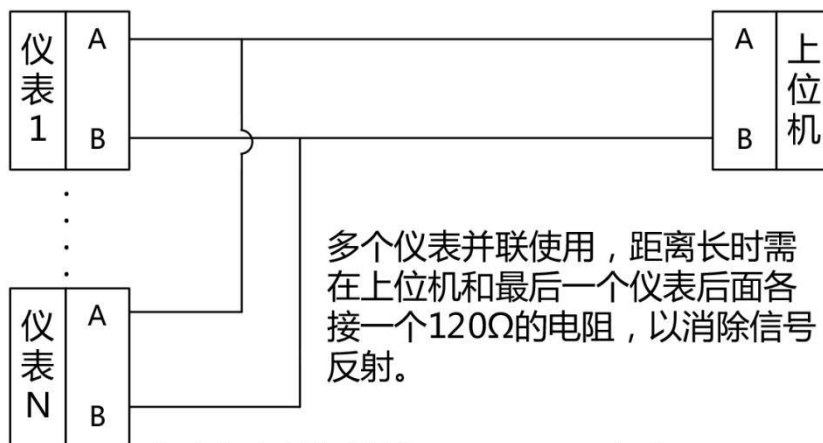 仪表1
A
B
A
B
上位机
多个仪表并联使用，距离长时需
在上位机和最后一个仪表后面各
接一个120Ω的电阻，以消除信号
反射。
仪表N
A
B